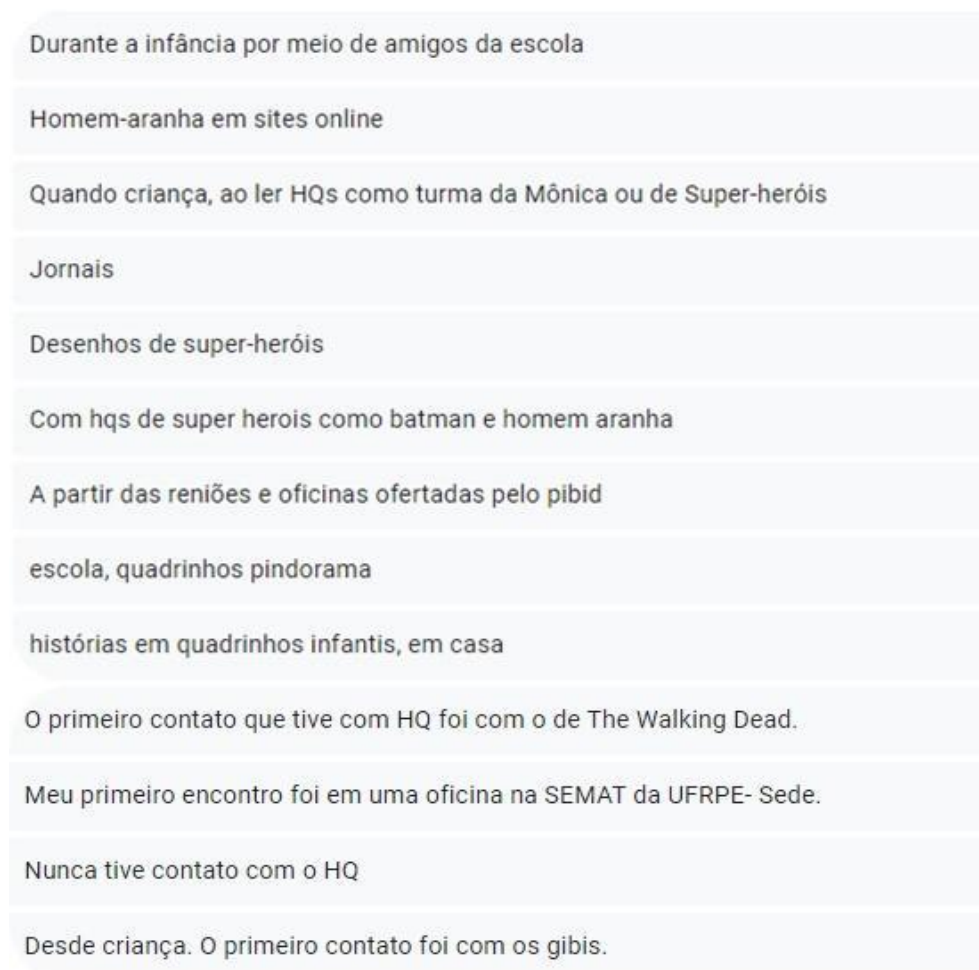 Durante a infância por meio de amigos da escola
Homem-aranha em sites online
Quando criança, ao ler HQs como turma da Mônica ou de Super-heróis
Jornais
Desenhos de super-heróis
Com hqs de super herois como batman e homem aranha
A partir das reniões e oficinas ofertadas pelo pibid
escola, quadrinhos pindorama
histórias em quadrinhos infantis, em casa
O primeiro contato que tive com HQ foi com o de The Walking Dead.
Meu primeiro encontro foi em uma oficina na SEMAT da UFRPE- Sede.
Nunca tive contato com o HQ
Desde criança. O primeiro contato foi com os gibis.